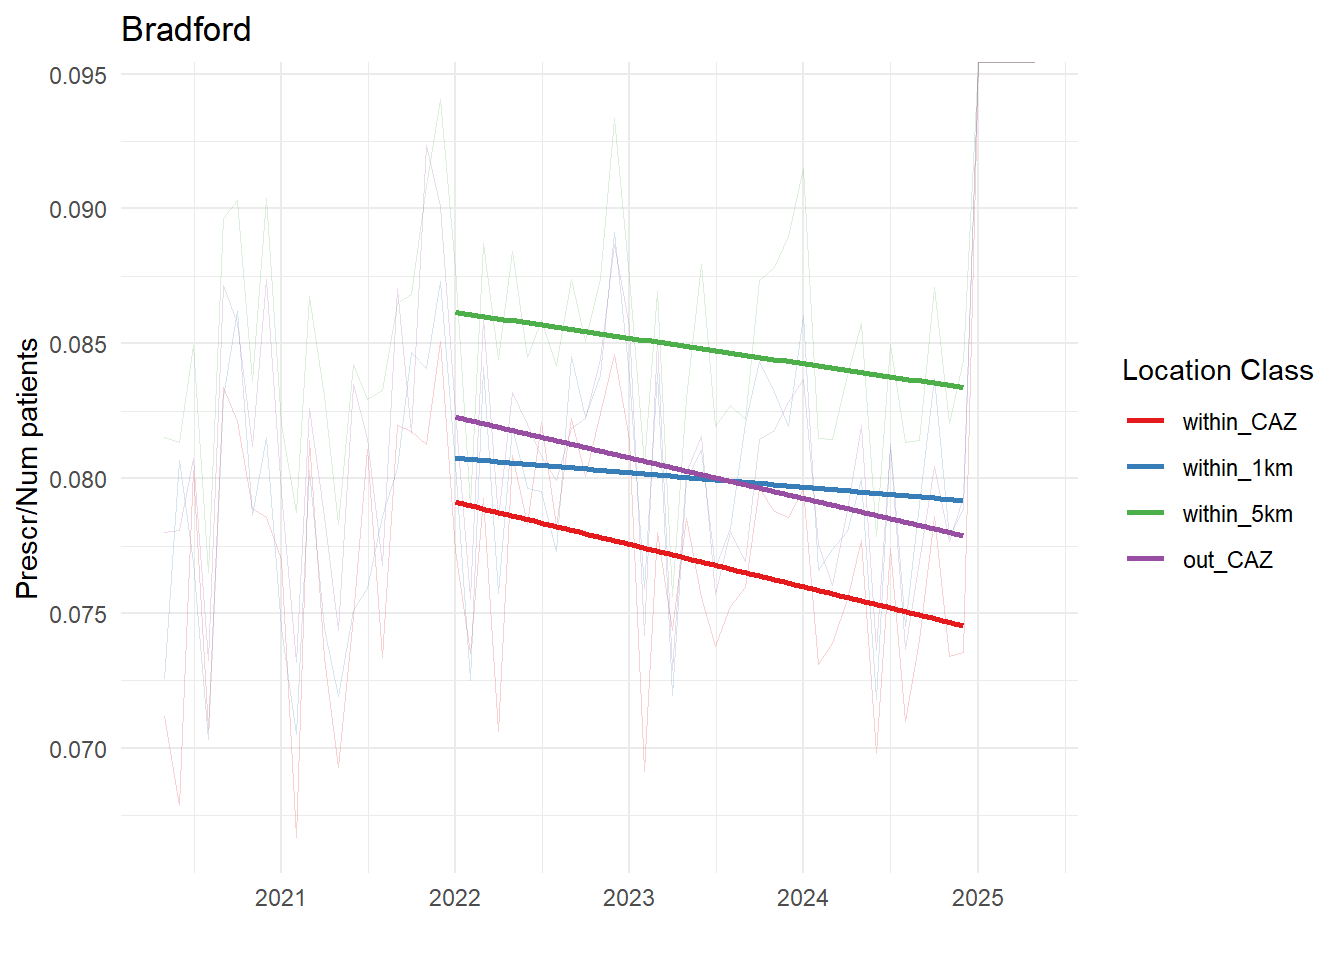 Bradford
0.095
0.090
0.085
0.080
0.075
0.070
Prescr/Num patients
2021
2022
2023
2024
2025
Location Class
within_CAZ
within_1km
within_5km
out_CAZ